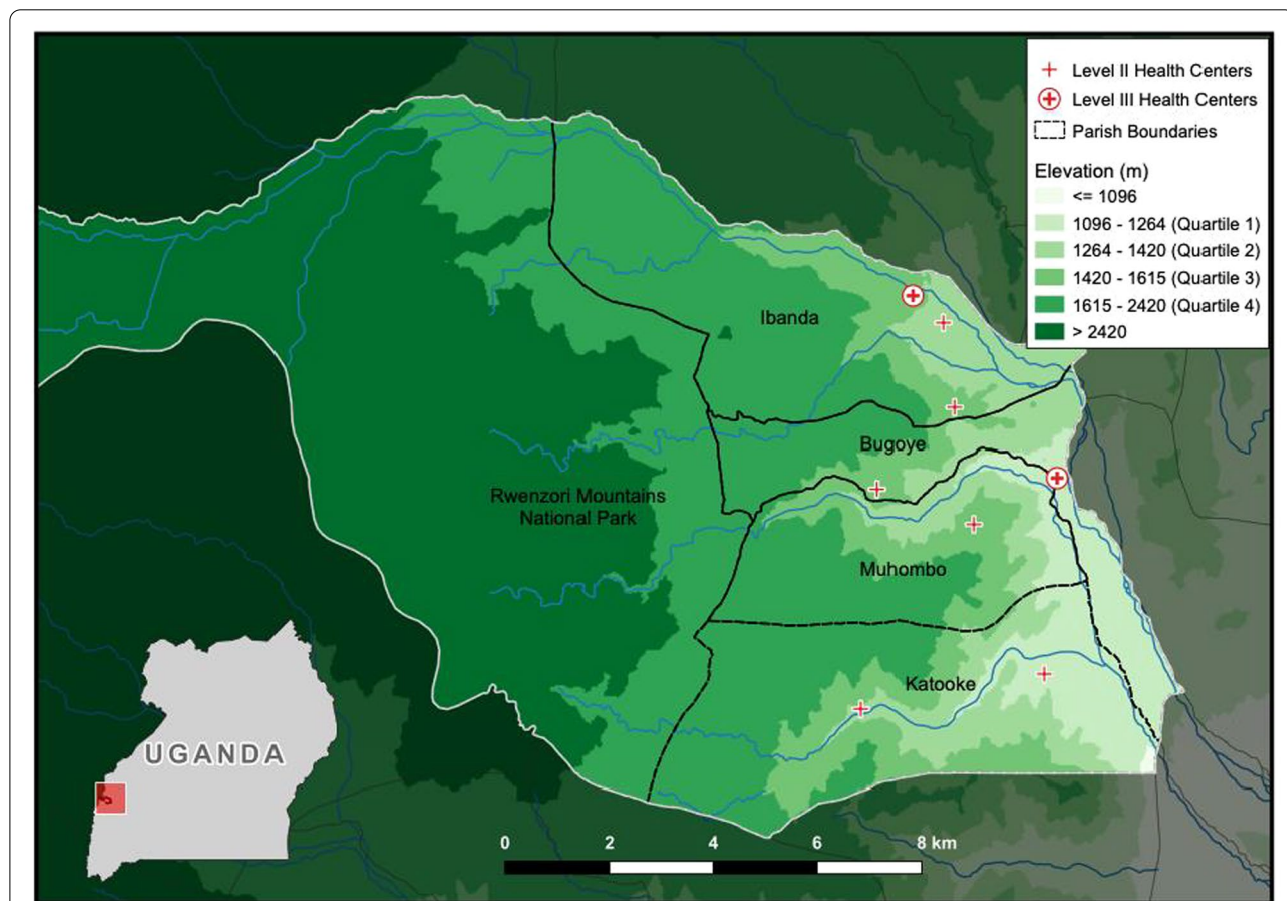 Level II Health Centers
Level III Health Centers
Parish Boundaries
Elevation (m)
<= 1096
1096 - 1264 (Quartile 1)
1264 - 1420 (Quartile 2)
1420 - 1615 (Quartile 3)
1615 - 2420 (Quartile 4)
> 2420
Ibanda
Bugoye
Rwenzori Mountains
National Park
Muhombo
Katooke
UGANDA
0 2 4 6 8 km